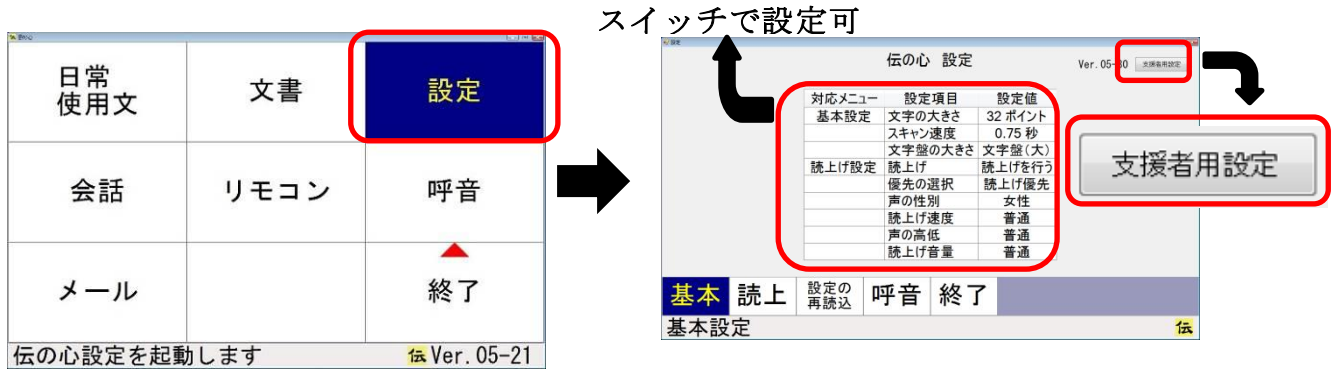 スイッチで設定可
伝の心
日常
使用文
文書
設定
会話
リモコン
呼音
メール
終了
伝の心設定を起動します
伝 Ver. 05-21
設定
伝の心 設定
Ver. 05-30
支援者用設定
対応メニュー 設定項目 設定値
基本設定 文字の大きさ 32 ポイント
スキャン速度 0.75 秒
文字盤の大きさ 文字盤(大)
読上げ設定 読上げ 読上げを行う
優先の選択 読上げ優先
声の性別 女性
読上げ速度 普通
声の高低 普通
読上げ音量 普通
支援者用設定
基本 読上 設定の
再読込 呼音 終了
基本設定
伝